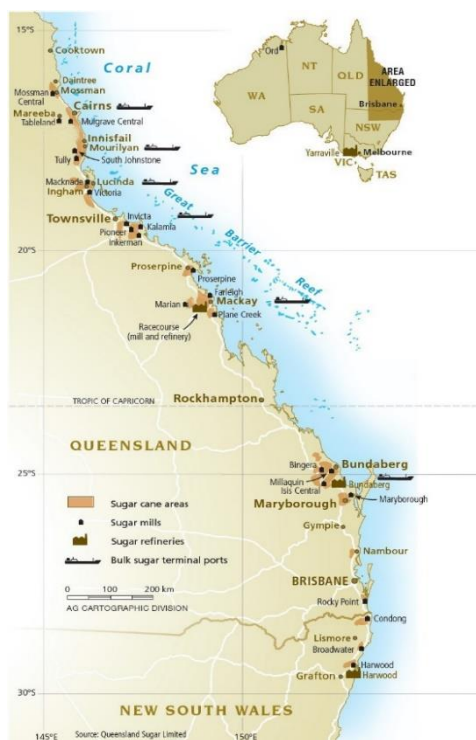 15°S
Cooktown
Coral
Sea
Great
Barrier
Reef
Daintree
Mossman
Mossman
Central
Cairns
Mareeba
Tableland
Mulgrave Central
Innisfail
Mourilyan
South Johnstone
Tully
Macknade
Lucinda
Ingham
Victoria
Townsville
Invicta
Pioneer
Kalamia
Inkerman
20°S
Proserpine
Proserpine
Farleigh
Marian
Mackay
Plane Creek
Racecourse
(mill and refinery)
Rockhampton
TROPIC OF CAPRICORN
QUEENSLAND
25°S
Bingera
Bundaberg
Millaquin
Bundaberg
Isis Central
Maryborough
Maryborough
Gympie
Nambour
BRISBANE
Rocky Point
Condong
Lismore
Broadwater
Harwood
Grafton
Harwood
30°S
NEW SOUTH WALES
145°E
150°E
Source: Queensland Sugar Limited
Sugar cane areas
Sugar mills
Sugar refineries
Bulk sugar terminal ports
0 100 200 km
AG CARTOGRAPHIC DIVISION
Ord
NT
QLD
AREA
ENLARGED
WA
SA
Brisbane
NSW
Yarraville
Melbourne
VIC
TAS